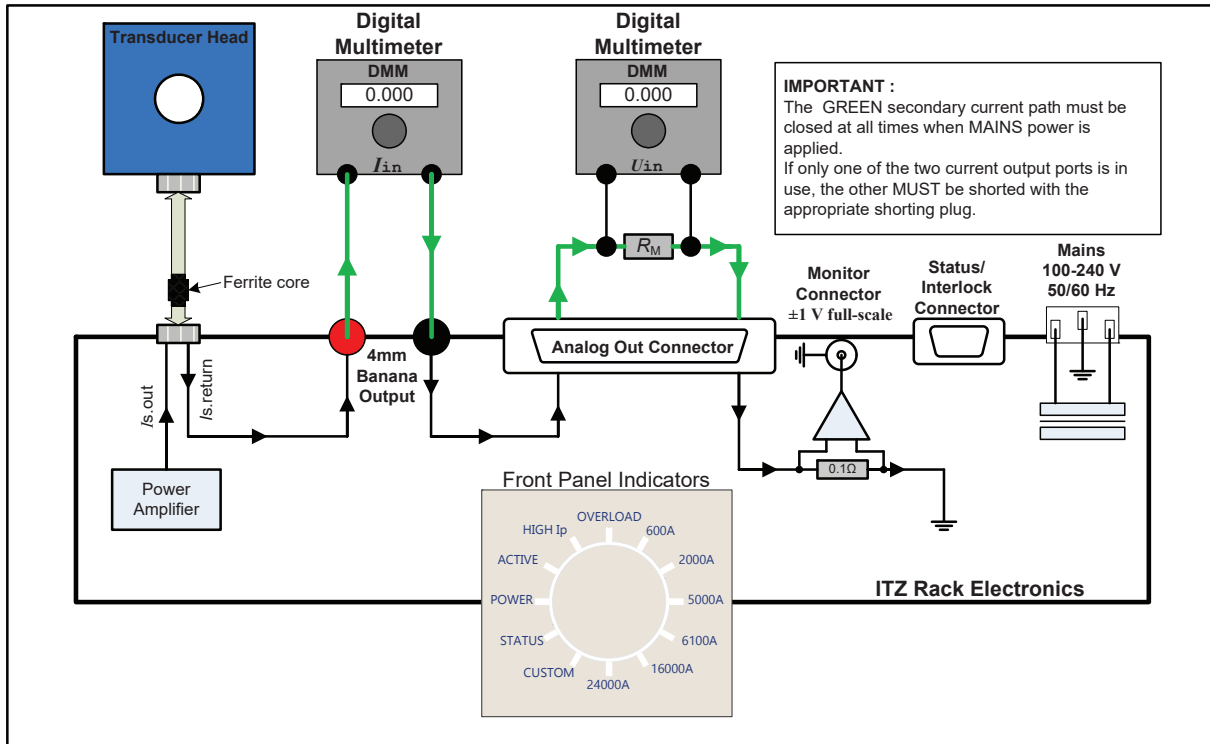 Transducer Head
Digital
Multimeter
DMM
0.000
Iin
Digital
Multimeter
DMM
0.000
Uin
IMPORTANT :
The GREEN secondary current path must be
closed at all times when MAINS power is
applied.
If only one of the two current output ports is in
use, the other MUST be shorted with the
appropriate shorting plug.
RM
Ferrite core
Monitor
Connector
±1 V full-scale
Status/
Interlock
Connector
Mains
100-240 V
50/60 Hz
Is.out
Is.return
4mm
Banana
Output
Analog Out Connector
0.1Ω
Power
Amplifier
Front Panel Indicators
OVERLOAD
HIGH Ip
600A
ACTIVE
2000A
POWER
5000A
STATUS
6100A
CUSTOM
16000A
24000A
ITZ Rack Electronics